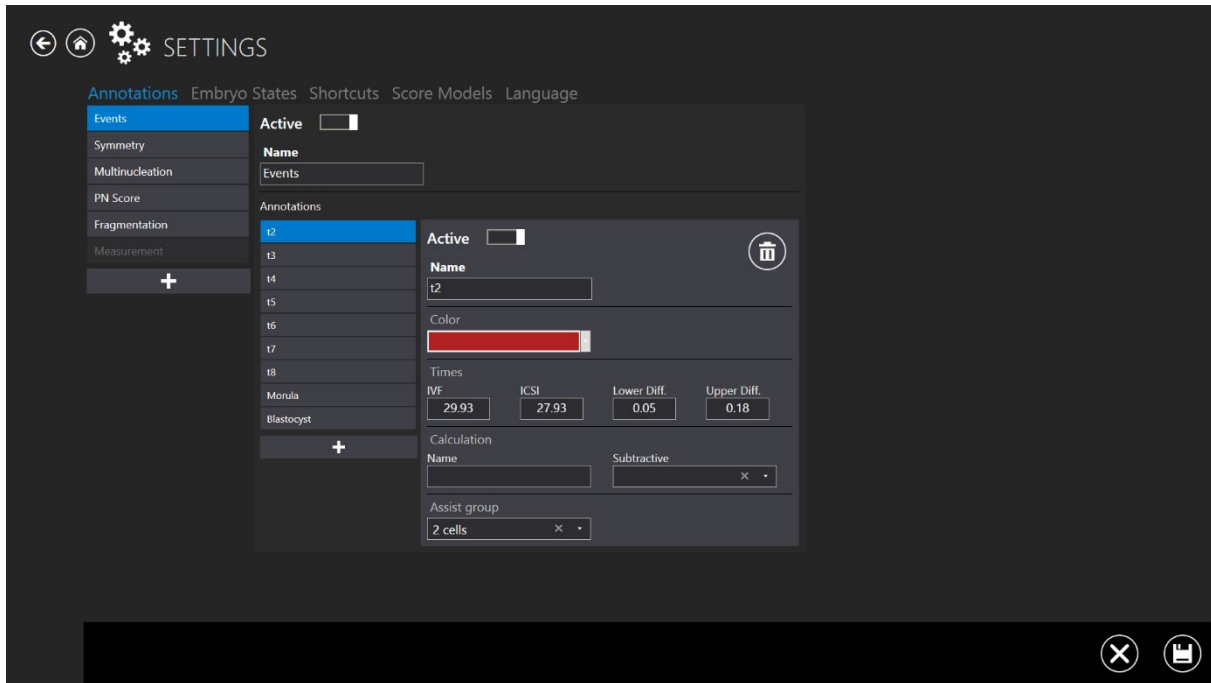 SETTINGS
Annotations Embryo States Shortcuts Score Models Language
Events
Symmetry
Multinucleation
PN Score
Fragmentation
Measurement
Active
Name
Events
Annotations
t2
t3
t4
t5
t6
t7
t8
Morula
Blastocyst
Active
Name
t2
Color
Times
IVF ICSI Lower Diff. Upper Diff.
29.93 27.93 0.05 0.18
Calculation
Name Subtractive
Assist group
2 cells